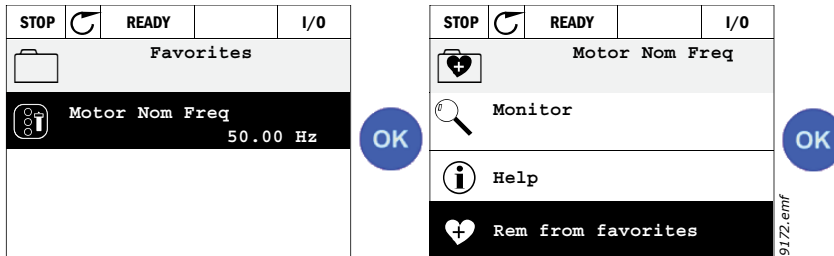 STOP READY I/O
Favorites
Motor Nom Freq
50.00 Hz
OK
STOP READY I/O
Motor Nom Freq
Monitor
Help
Rem from favorites
OK
9172.emf